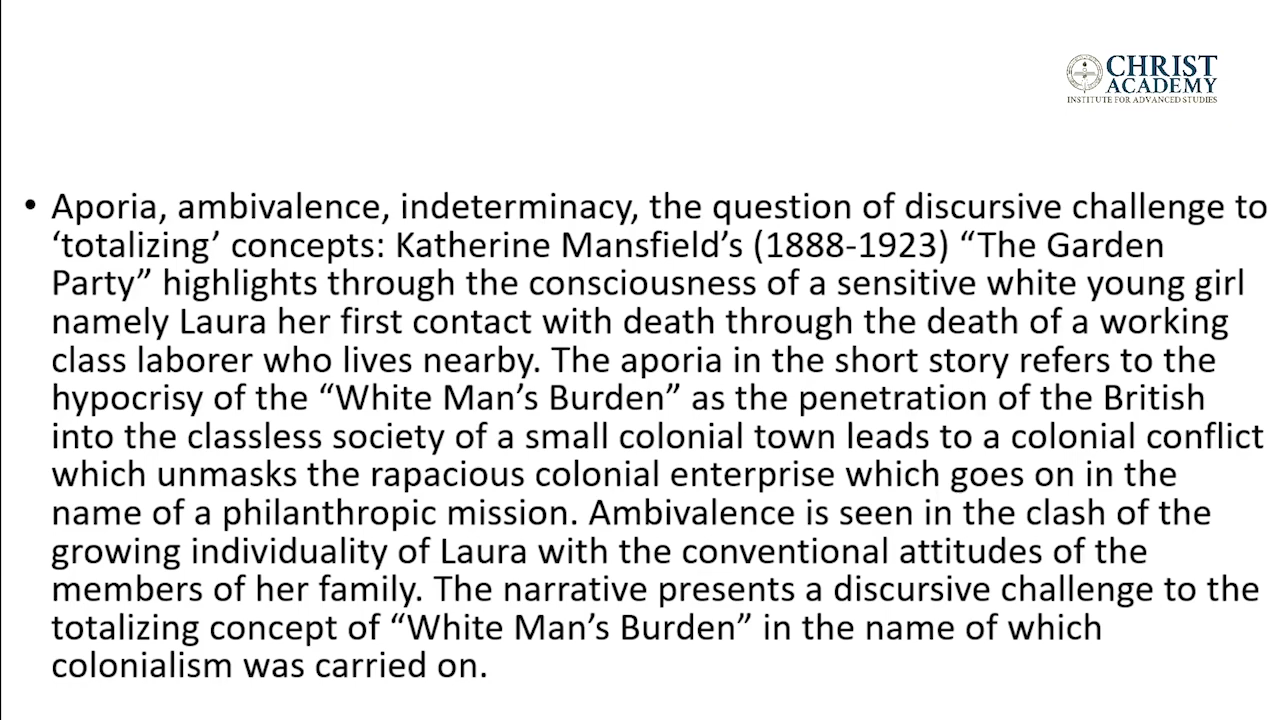 CHRIST
ACADEMY
INSTITUTE FOR ADVANCED STUDIES
• Aporia, ambivalence, indeterminacy, the question of discursive challenge to
‘totalizing’ concepts: Katherine Mansfield’s (1888-1923) “The Garden
Party” highlights through the consciousness of a sensitive white young girl
namely Laura her first contact with death through the death of a working
class laborer who lives nearby. The aporia in the short story refers to the
hypocrisy of the “White Man’s Burden” as the penetration of the British
into the classless society of a small colonial town leads to a colonial conflict
which unmasks the rapacious colonial enterprise which goes on in the
name of a philanthropic mission. Ambivalence is seen in the clash of the
growing individuality of Laura with the conventional attitudes of the
members of her family. The narrative presents a discursive challenge to the
totalizing concept of “White Man’s Burden” in the name of which
colonialism was carried on.